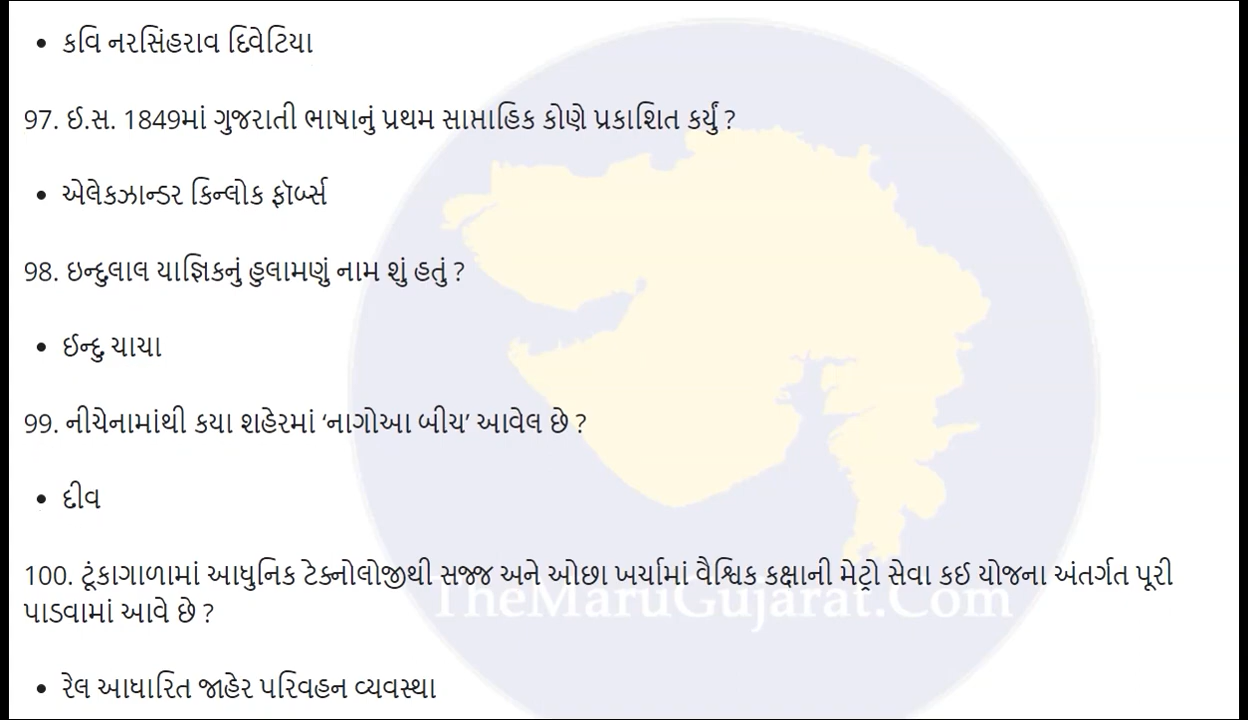 • કવિ નરસિંહરાવ દિવેટિયા
97. ઈ.સ. 1849માં ગુજરાતી ભાષાનું પ્રથમ સાપ્તાહિક કોણે પ્રકાશિત કર્યું ?
• એલેકઝાન્ડર કિન્લોક ફૉર્બ્સ
98. ઇન્દુલાલ યાજ્ઞિકનું હુલામણું નામ શું હતું ?
• ઈન્દુ ચાચા
99. નીચેનામાંથી કયા શહેરમાં ‘નાગોઆ બીચ’ આવેલ છે ?
• દીવ
100. ટૂંકાગાળામાં આધુનિક ટેક્નોલોજીથી સજ્જ અને ઓછા ખર્ચામાં વૈશ્વિક કક્ષાની મેટ્રો સેવા કઈ યોજના અંતર્ગત પૂરી
પાડવામાં આવે છે ?
TheMaruGujarat.Com
• રેલ આધારિત જાહેર પરિવહન વ્યવસ્થા